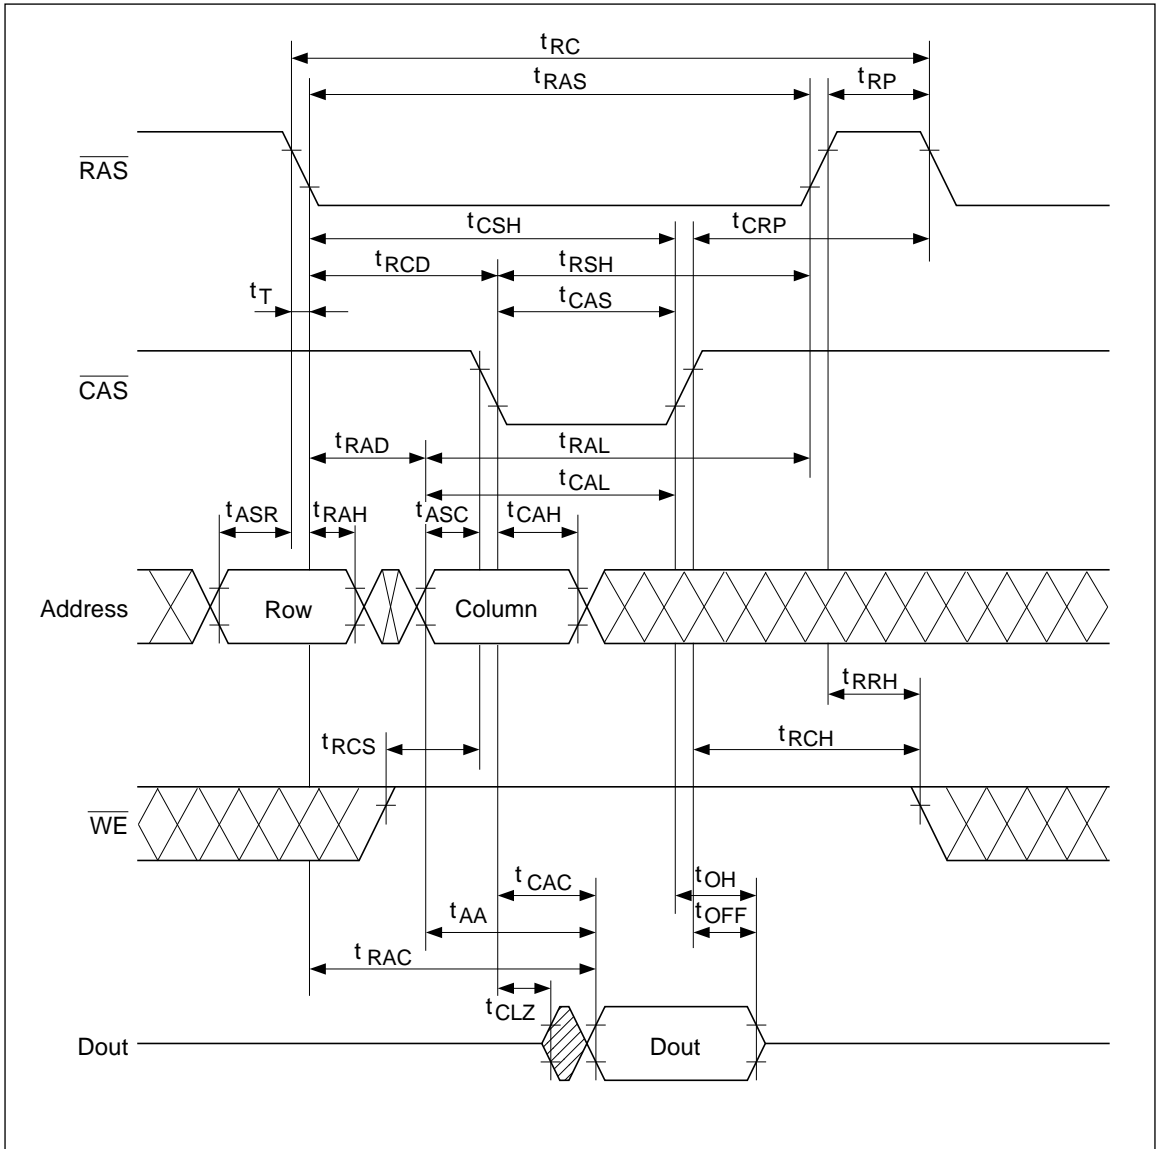 tRC
tRAS
tRP
RAS
tCSH
tCRP
tRCD
tRSH
tT
tCAS
CAS
tRAD
tRAL
tCAL
tASR
tRAH
tASC
tCAH
Address
Row
Column
tRRH
tRCS
tRCH
WE
tCAC
tOH
tAA
tOFF
tRAC
tCLZ
Dout
Dout